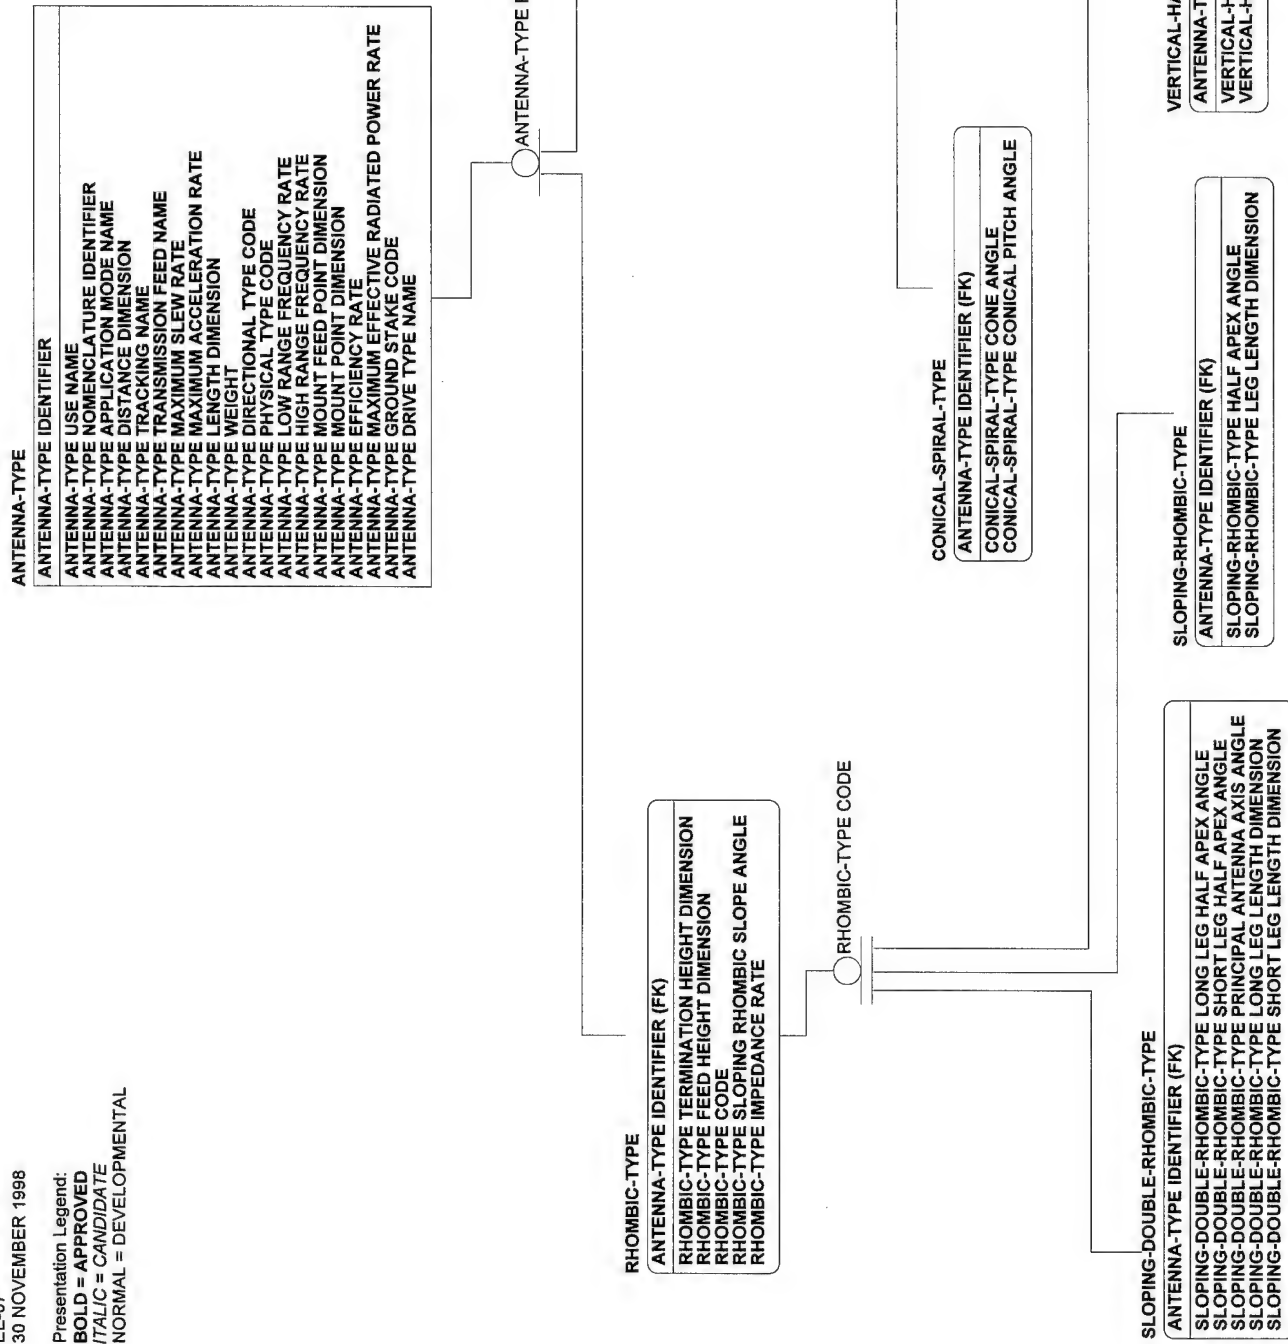 30 NOVEMBER 1998
Presentation Legend:
BOLD = APPROVED
ITALIC = CANDIDATE
NORMAL = DEVELOPMENTAL
ANTENNA-TYPE
ANTENNA-TYPE IDENTIFIER
ANTENNA-TYPE USE NAME
ANTENNA-TYPE NOMENCLATURE IDENTIFIER
ANTENNA-TYPE APPLICATION MODE NAME
ANTENNA-TYPE DISTANCE DIMENSION
ANTENNA-TYPE TRACKING NAME
ANTENNA-TYPE TRANSMISSION FEED NAME
ANTENNA-TYPE MAXIMUM SLEW RATE
ANTENNA-TYPE MAXIMUM ACCELERATION RATE
ANTENNA-TYPE LENGTH DIMENSION
ANTENNA-TYPE WEIGHT
ANTENNA-TYPE DIRECTIONAL TYPE CODE
ANTENNA-TYPE PHYSICAL TYPE CODE
ANTENNA-TYPE LOW RANGE FREQUENCY RATE
ANTENNA-TYPE HIGH RANGE FREQUENCY RATE
ANTENNA-TYPE MOUNT FEED POINT DIMENSION
ANTENNA-TYPE MOUNT POINT DIMENSION
ANTENNA-TYPE EFFICIENCY RATE
ANTENNA-TYPE MAXIMUM EFFECTIVE RADIATED POWER RATE
ANTENNA-TYPE GROUND STAKE CODE
ANTENNA-TYPE DRIVE TYPE NAME
ANTENNA-TYPE
RHOMBIC-TYPE
ANTENNA-TYPE IDENTIFIER (FK)
RHOMBIC-TYPE TERMINATION HEIGHT DIMENSION
RHOMBIC-TYPE FEED HEIGHT DIMENSION
RHOMBIC-TYPE CODE
RHOMBIC-TYPE SLOPING RHOMBIC SLOPE ANGLE
RHOMBIC-TYPE IMPEDANCE RATE
RHOMBIC-TYPE CODE
CONICAL-SPIRAL-TYPE
ANTENNA-TYPE IDENTIFIER (FK)
CONICAL-SPIRAL-TYPE CONE ANGLE
CONICAL-SPIRAL-TYPE CONICAL PITCH ANGLE
SLOPING-DOUBLE-RHOMBIC-TYPE
ANTENNA-TYPE IDENTIFIER (FK)
SLOPING-DOUBLE-RHOMBIC-TYPE LONG LEG HALF APEX ANGLE
SLOPING-DOUBLE-RHOMBIC-TYPE SHORT LEG HALF APEX ANGLE
SLOPING-DOUBLE-RHOMBIC-TYPE PRINCIPAL ANTENNA AXIS ANGLE
SLOPING-DOUBLE-RHOMBIC-TYPE LONG LEG LENGTH DIMENSION
SLOPING-DOUBLE-RHOMBIC-TYPE SHORT LEG LENGTH DIMENSION
SLOPING-RHOMBIC-TYPE
ANTENNA-TYPE IDENTIFIER (FK)
SLOPING-RHOMBIC-TYPE HALF APEX ANGLE
SLOPING-RHOMBIC-TYPE LEG LENGTH DIMENSION
VERTICAL-HA
ANTENNA-T
VERTICAL-H
VERTICAL-H